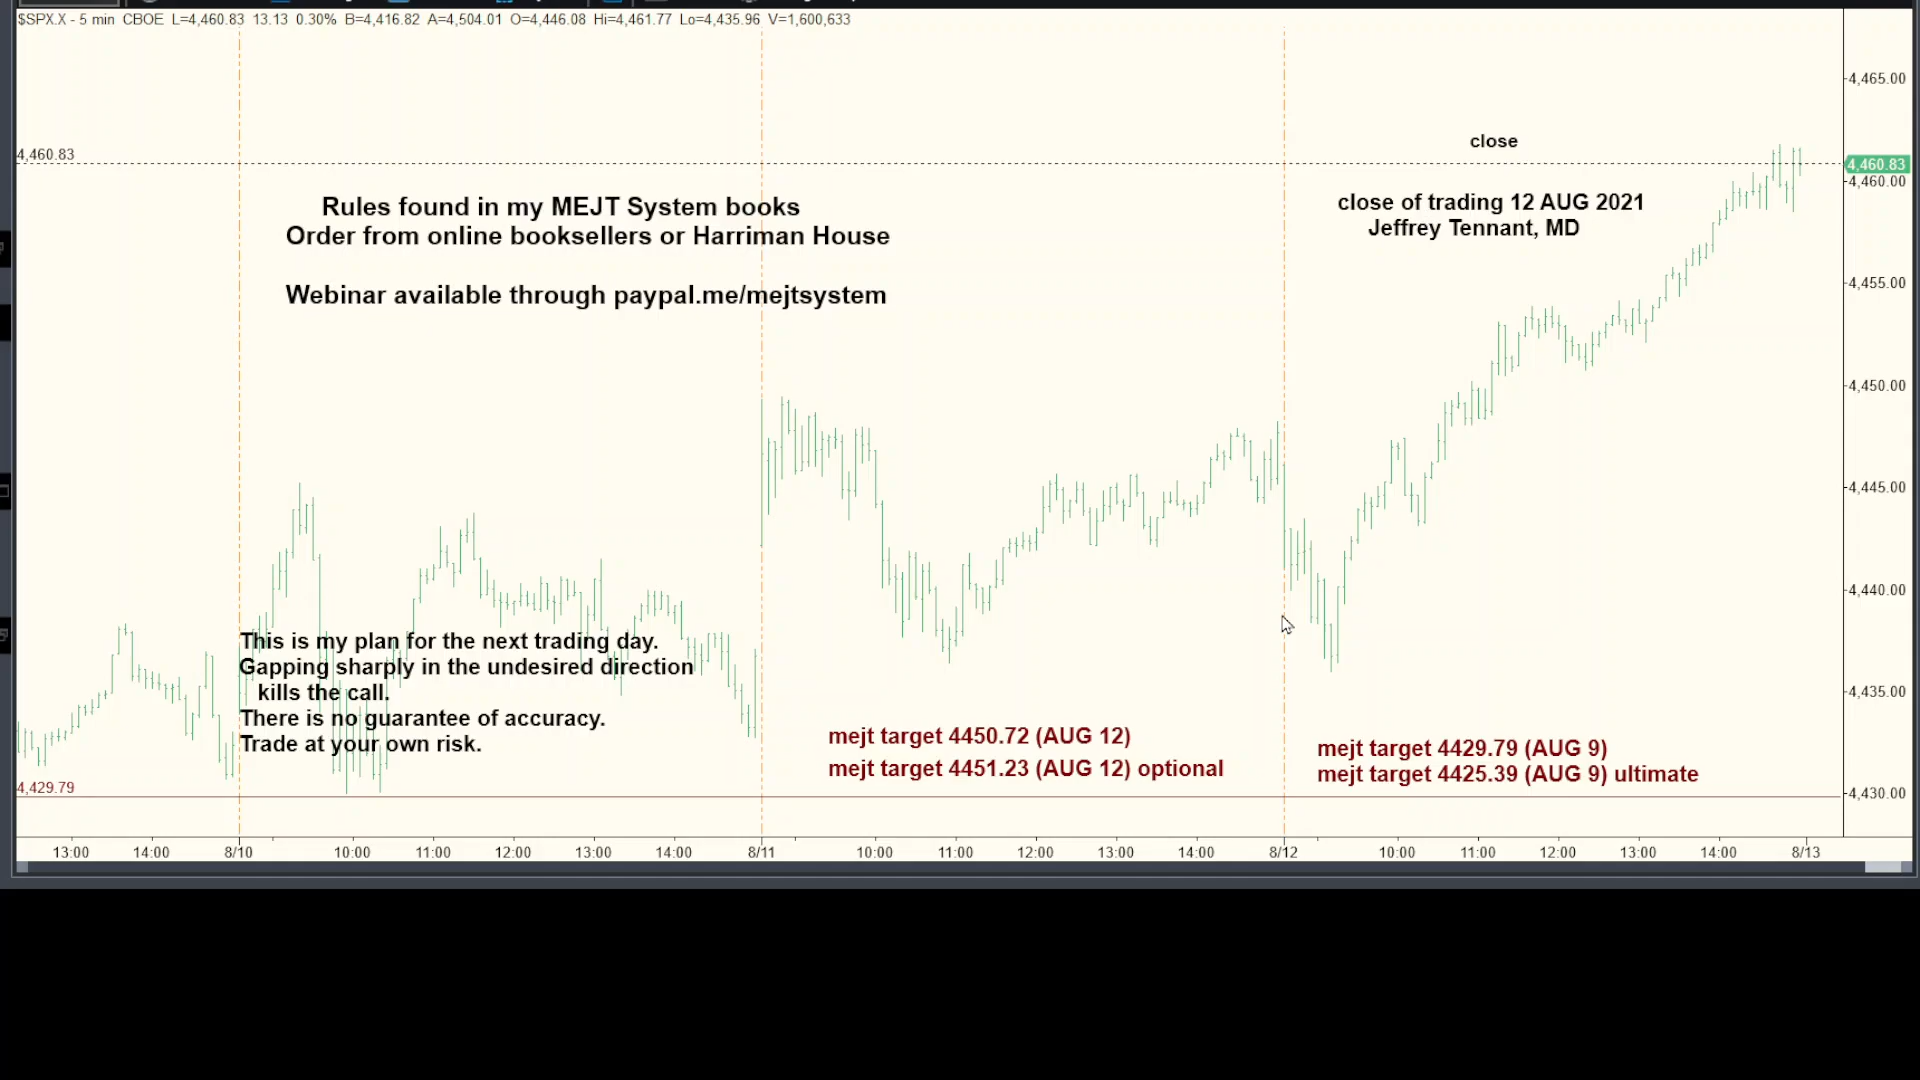 $SPX.X - 5 min CBOE L=4,460.83 13.13 0.30% B=4,416.82 A=4,504.01 O=4,446.08 Hi=4,461.77 Lo=4,435.96 V=1,600,633
4,465.00
close
4,460.83
4,460.83
4,460.00
Rules found in my MEJT System books
Order from online booksellers or Harriman House
close of trading 12 AUG 2021
Jeffrey Tennant, MD
Webinar available through paypal.me/mejtsystem
4,455.00
4,450.00
4,445.00
4,440.00
This is my plan for the next trading day.
Gapping sharply in the undesired direction
kills the call.
There is no guarantee of accuracy.
Trade at your own risk.
4,435.00
mejt target 4450.72 (AUG 12)
mejt target 4451.23 (AUG 12) optional
mejt target 4429.79 (AUG 9)
mejt target 4425.39 (AUG 9) ultimate
4,429.79
4,430.00
13:00 14:00 8/10 10:00 11:00 12:00 13:00 14:00 8/11 10:00 11:00 12:00 13:00 14:00 8/12 10:00 11:00 12:00 13:00 14:00 8/13